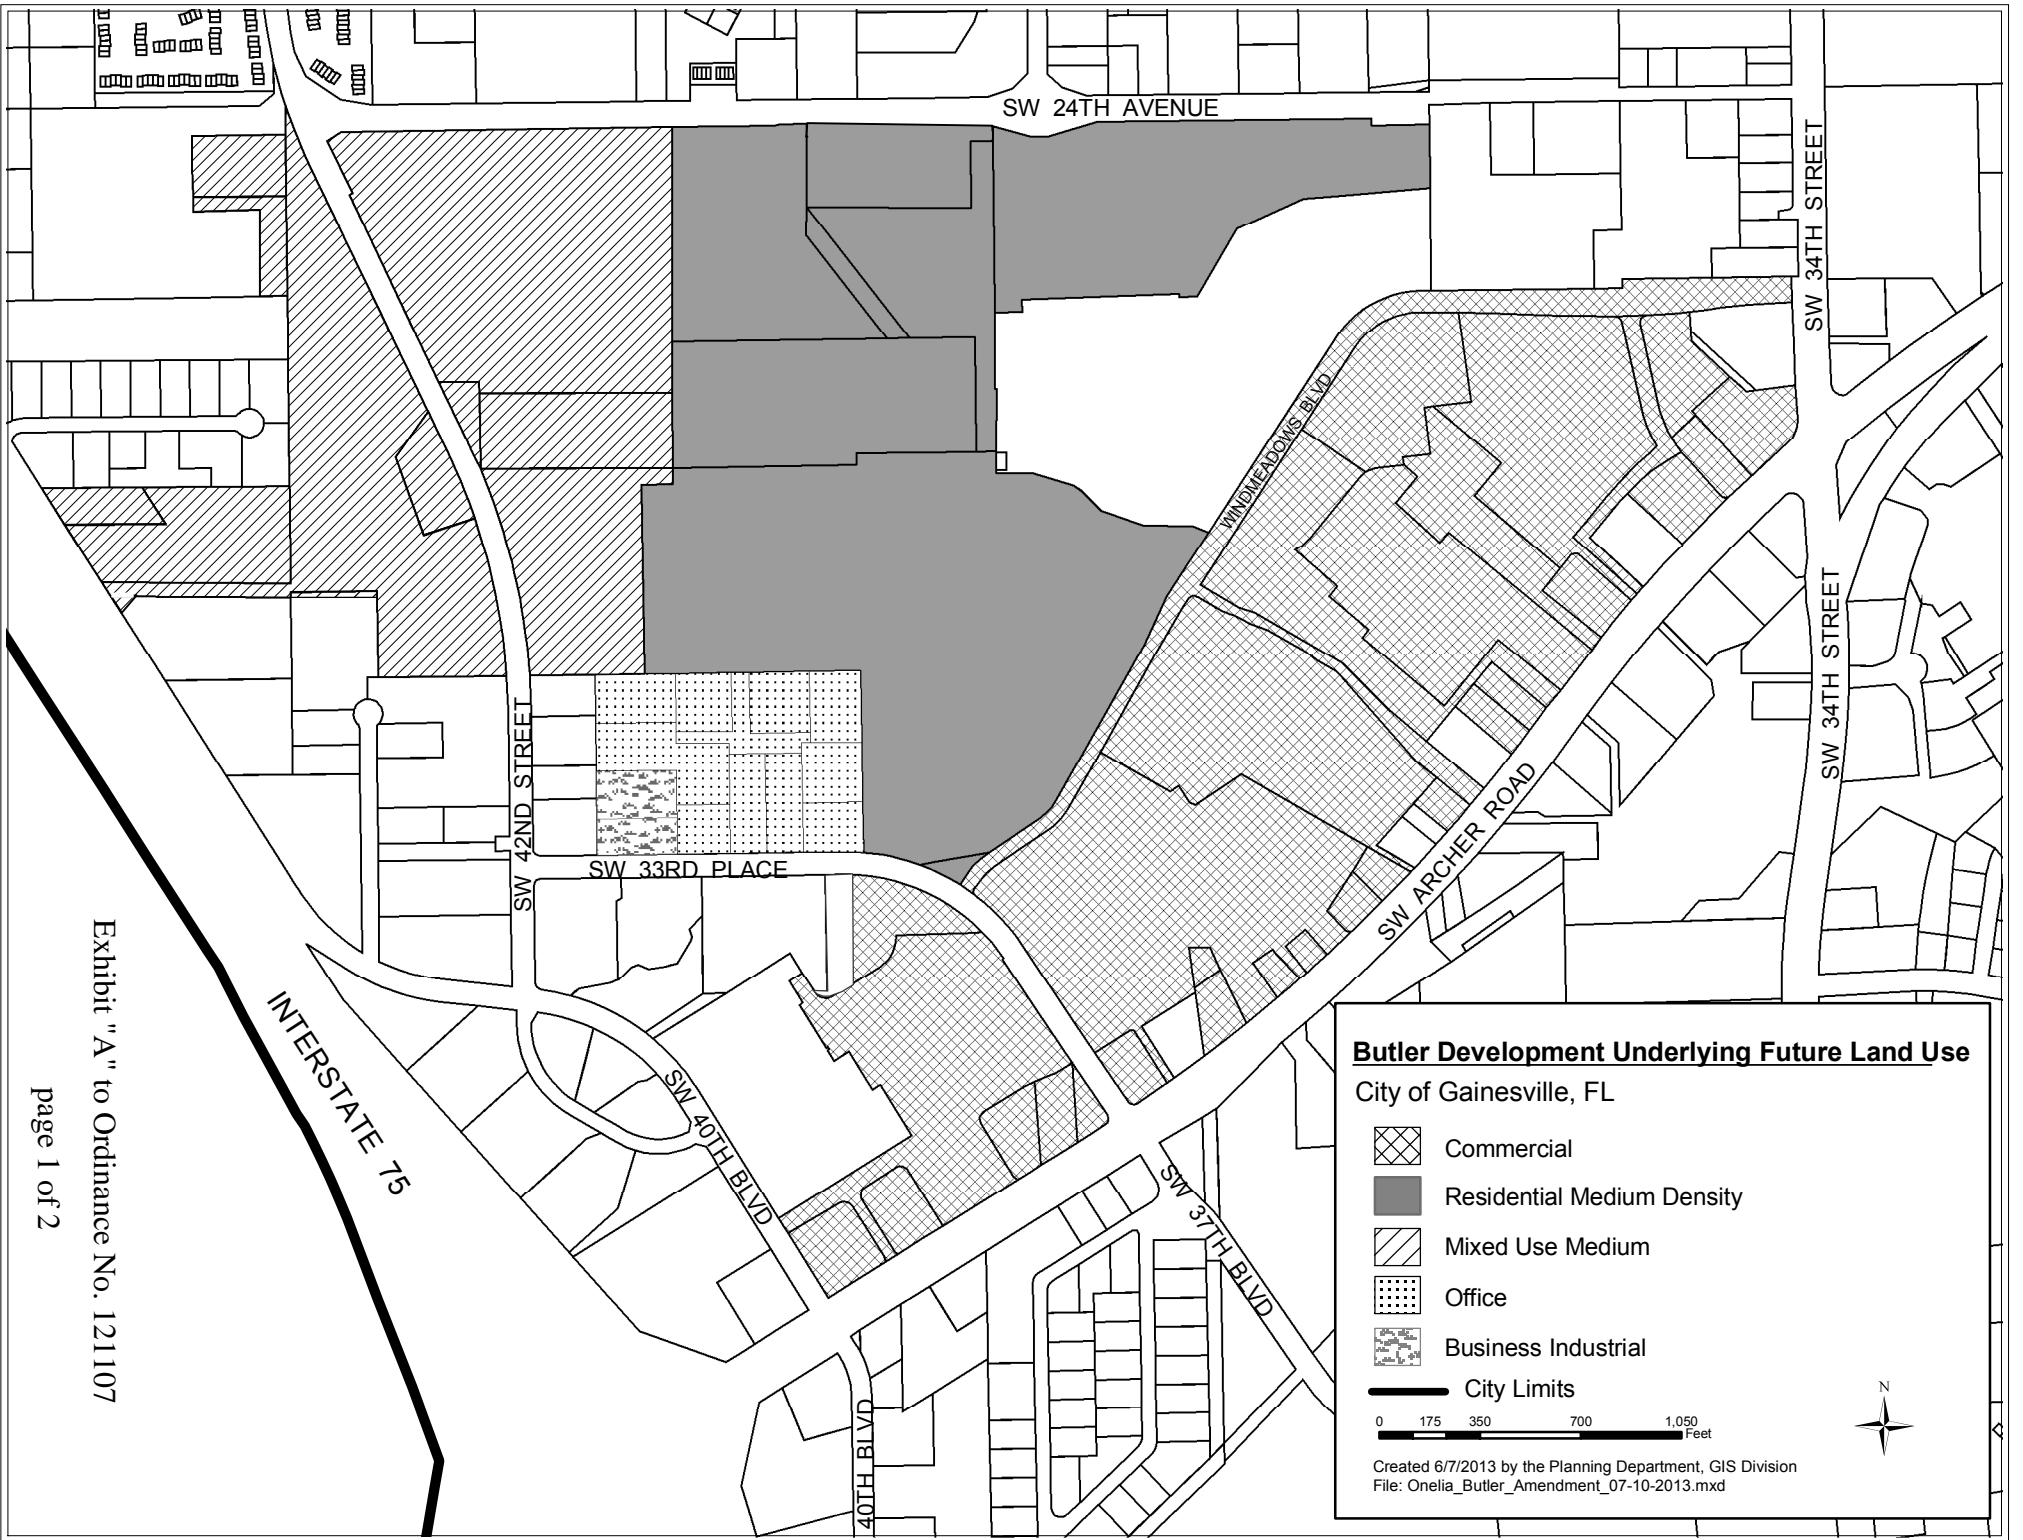 SW 24TH AVENUE
SW 34TH STREET
WINDMEADOWS BLVD
SW 34TH STREET
SW 42ND STREET
SW 33RD PLACE
SW ARCHER ROAD
INTERSTATE 75
SW 40TH BLVD
SW 37TH BLVD
40TH BLVD
Exhibit "A" to Ordinance No. 121107
page 1 of 2
Butler Development Underlying Future Land Use
City of Gainesville, FL
Commercial
Residential Medium Density
Mixed Use Medium
Office
Business Industrial
City Limits
0 175 350 700 1,050
Feet
N
Created 6/7/2013 by the Planning Department, GIS Division
File: Onelia_Butler_Amendment_07-10-2013.mxd